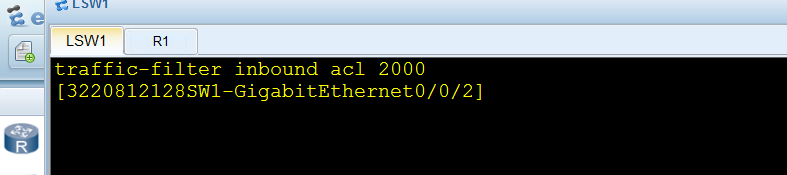 LSW1
LSW1 R1
traffic-filter inbound acl 2000
[3220812128SW1-GigabitEthernet0/0/2]
R